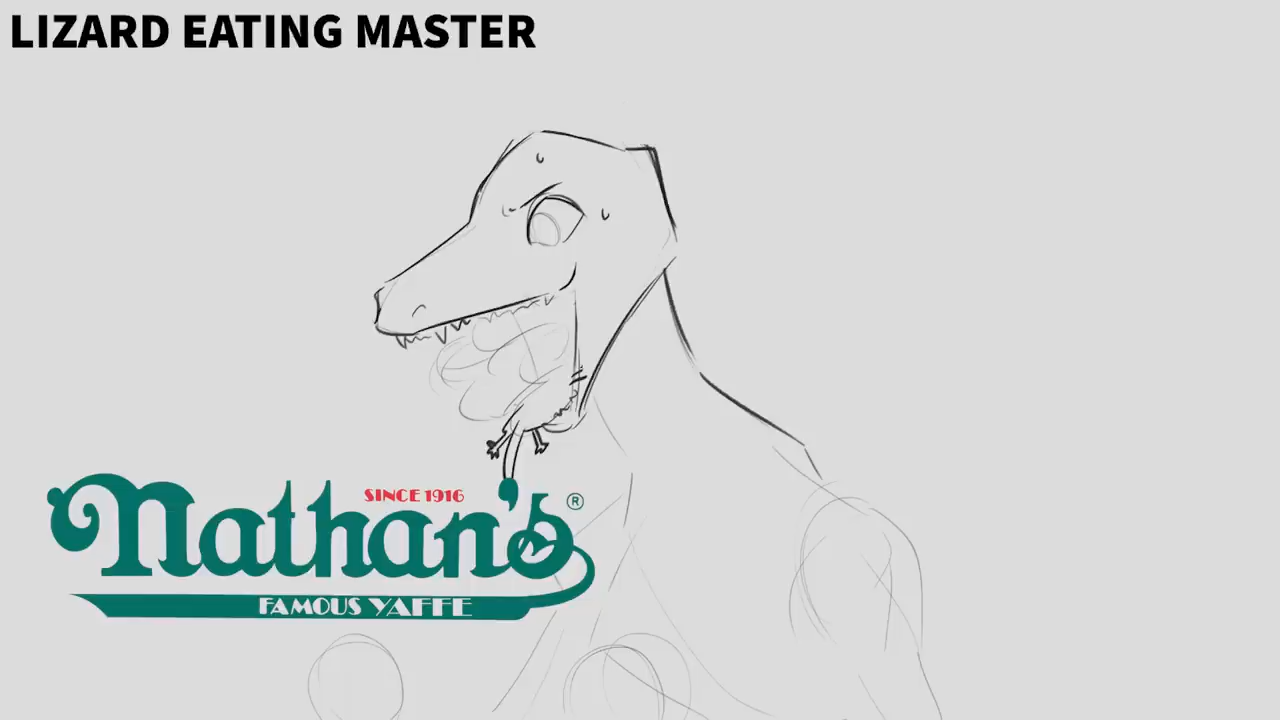 LIZARD EATING MASTER
SINCE 1916
Nathan's ®
FAMOUS YAFFE